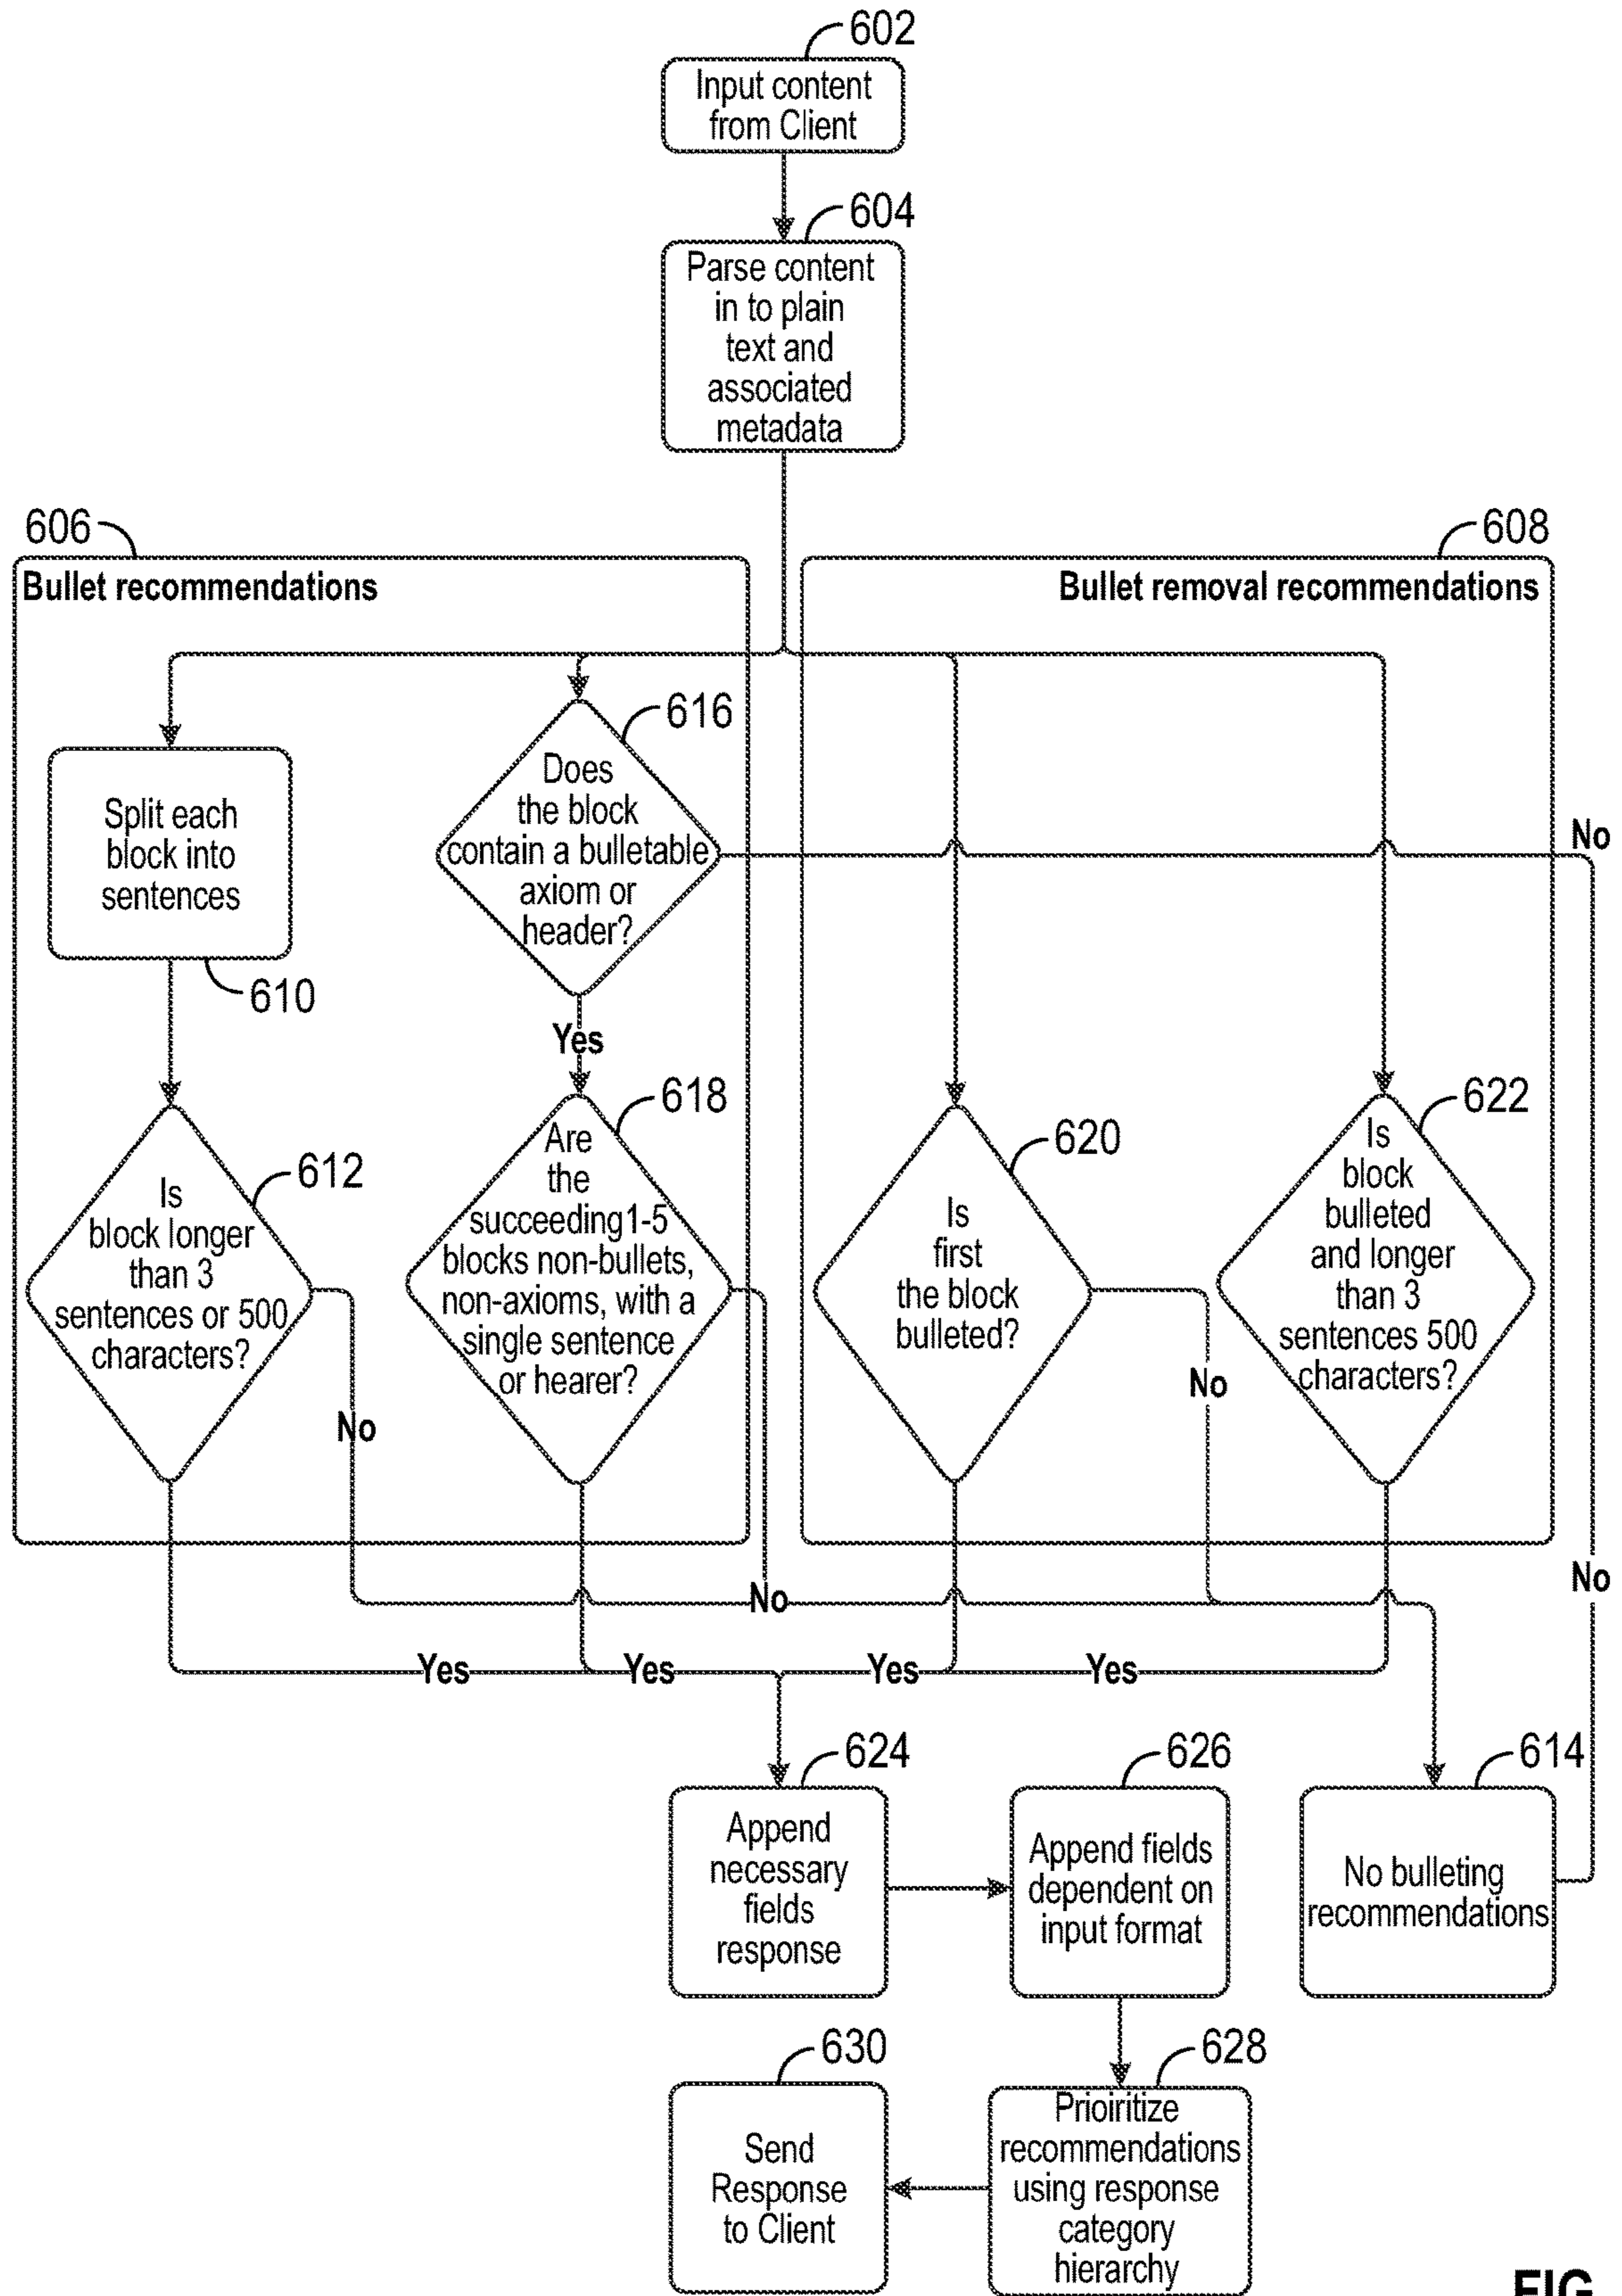 602
Input content
from Client
604
Parse content
in to plain
text and
associated
metadata
606
Bullet recommendations
608
Bullet removal recommendations
Split each
block into
sentences
610
616
Does
the block
contain a bulletable
axiom or
header?
No
Yes
612
Is
block longer
than 3
sentences or 500
characters?
No
618
Are
the
succeeding1-5
blocks non-bullets,
non-axioms, with a
single sentence
or hearer?
No
620
Is
first
the block
bulleted?
No
622
Is
block
bulleted
and longer
than 3
sentences 500
characters?
No
Yes
Yes
Yes
Yes
624
Append
necessary
fields
response
626
Append fields
dependent on
input format
614
No bulleting
recommendations
630
Send
Response
to Client
628
Prioiritize
recommendations
using response
category
hierarchy
FIG